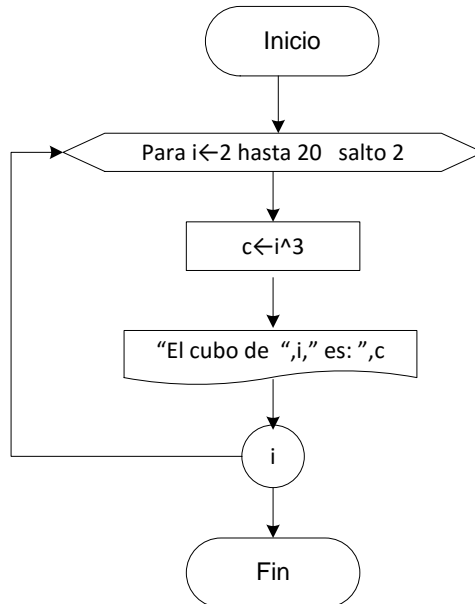 Inicio
Para i←2 hasta 20 salto 2
c←i^3
“El cubo de “,i,” es: ”,c
i
Fin